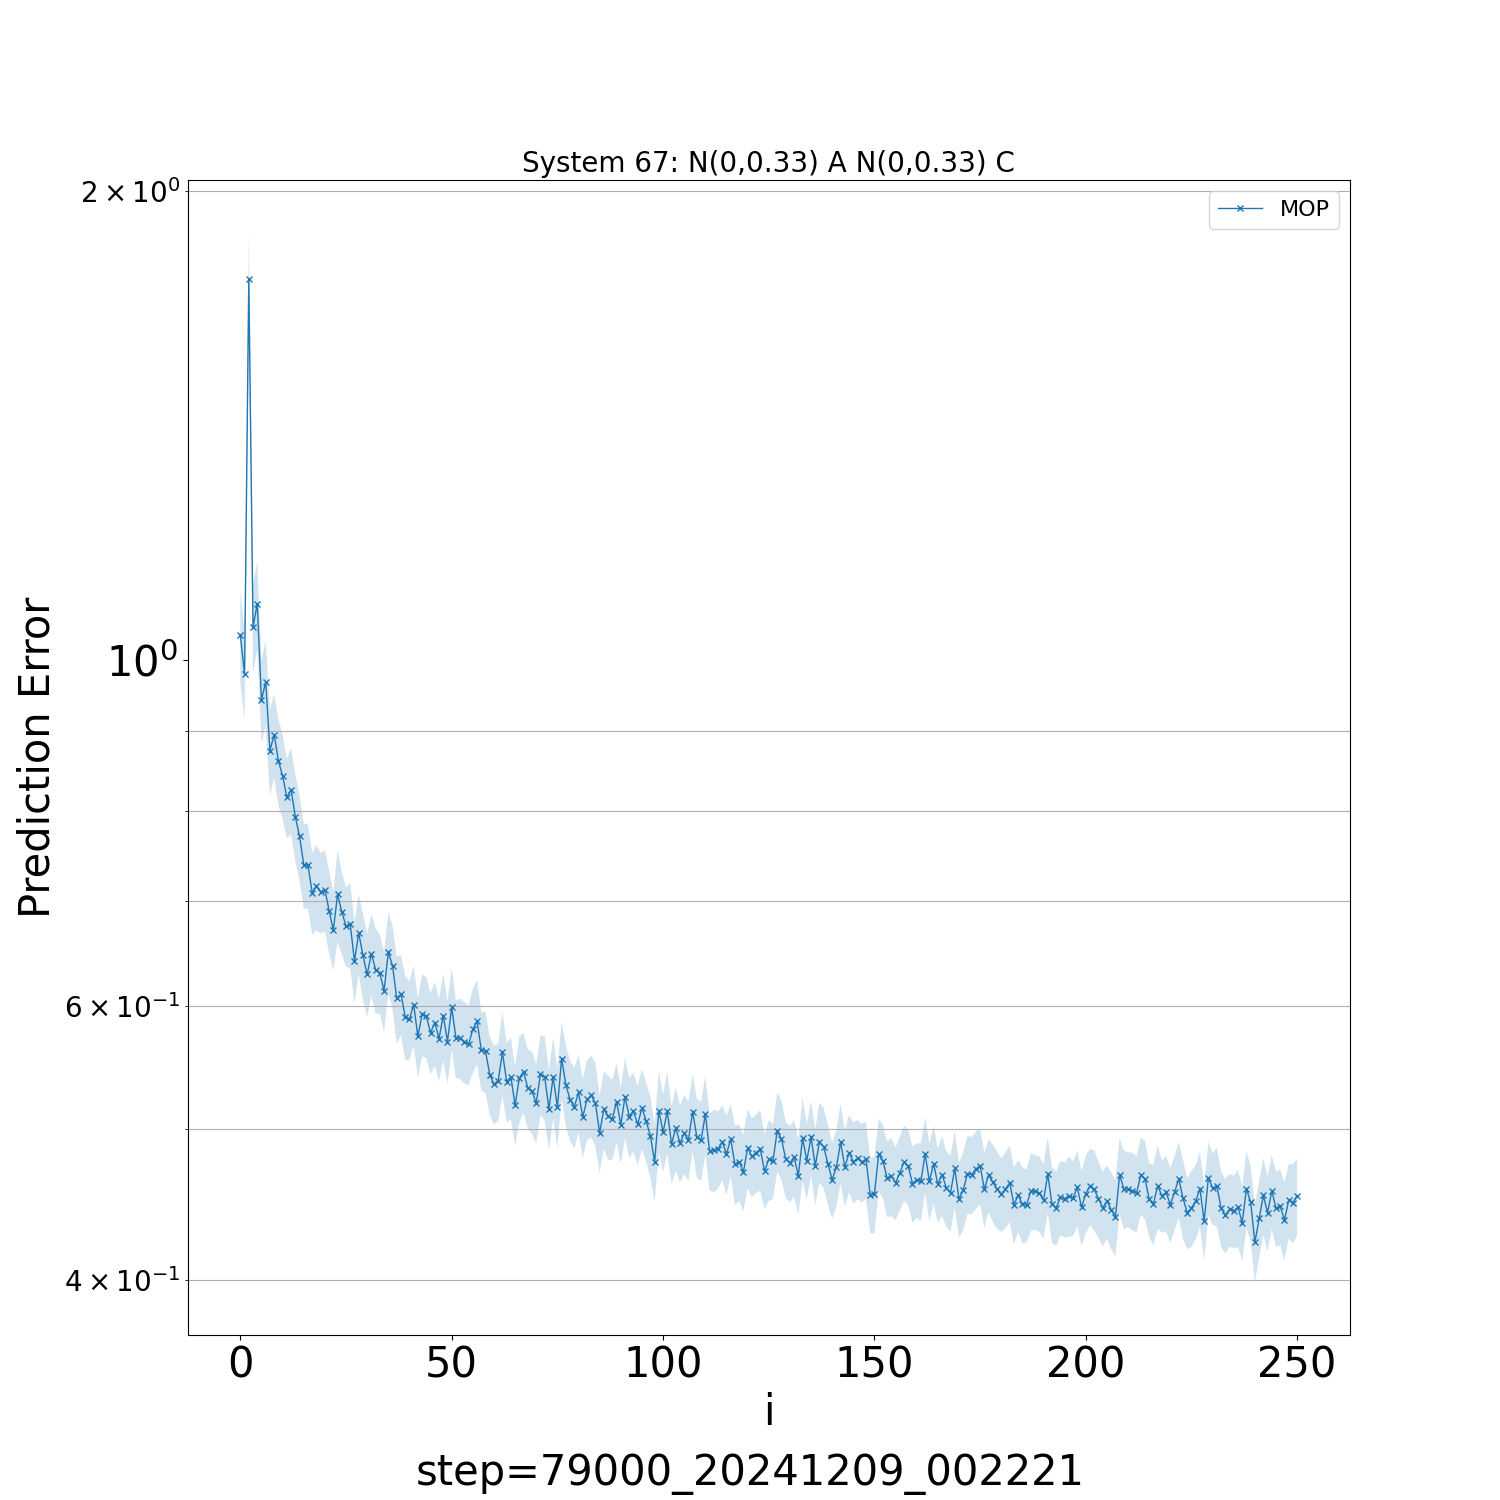 System 67: N(0,0.33) A N(0,0.33) C
2 × 10⁰
MOP
10⁰
Prediction Error
6 × 10⁻¹
4 × 10⁻¹
0 50 100 150 200 250
i
step=79000_20241209_002221